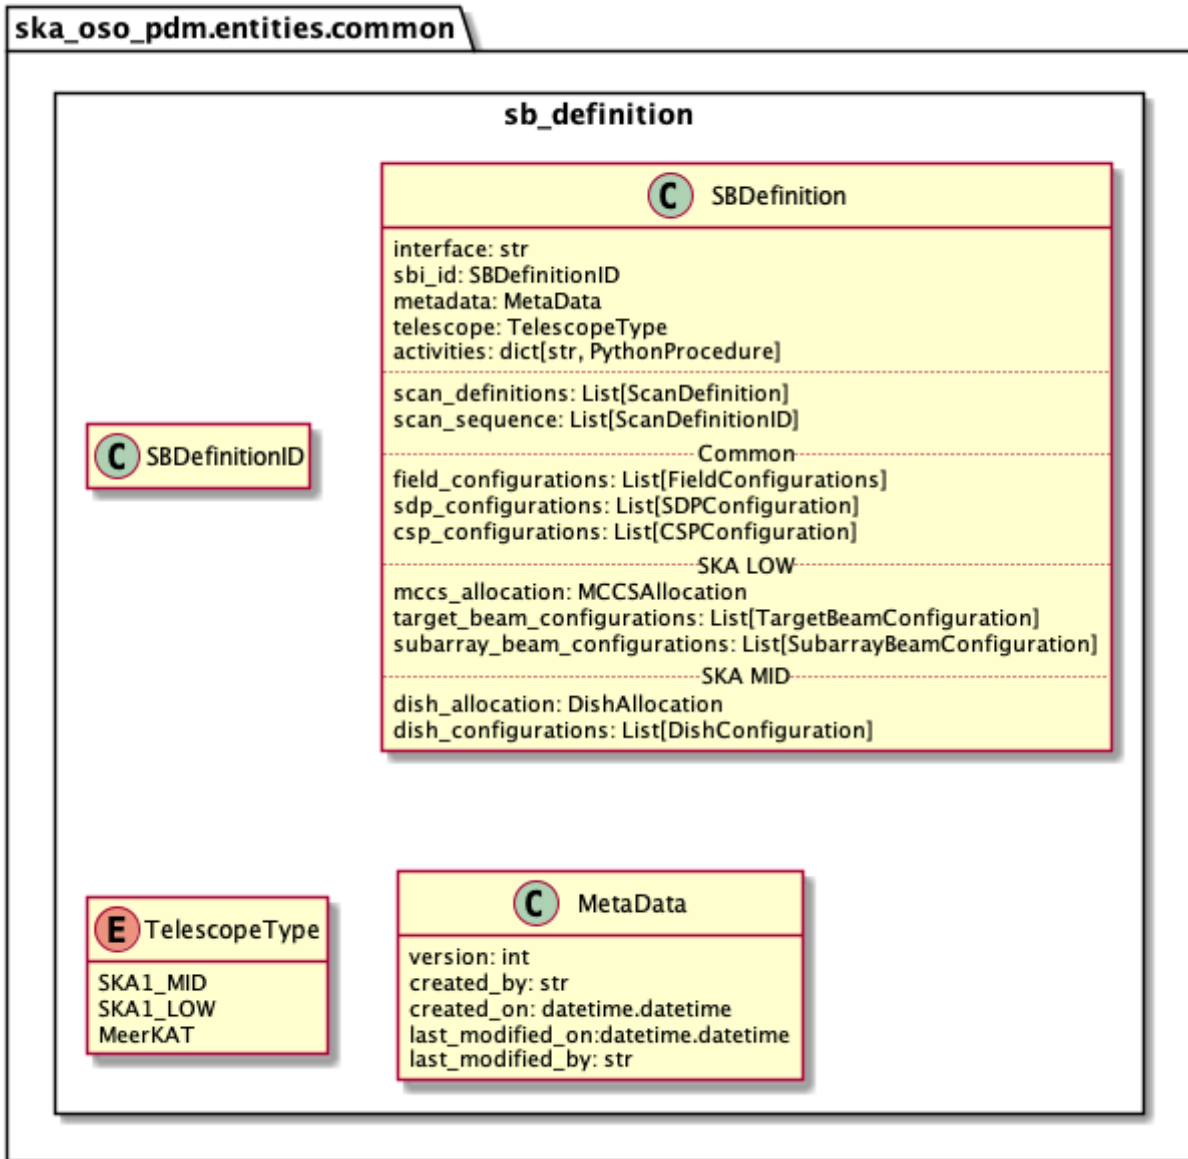 ska_oso_pdm.entities.common
sb_definition
C SBDefinition
interface: str
sbi_id: SBDefinitionID
metadata: MetaData
telescope: TelescopeType
activities: dict[str, PythonProcedure]
scan_definitions: List[ScanDefinition]
scan_sequence: List[ScanDefinitionID]
Common
field_configurations: List[FieldConfigurations]
sdp_configurations: List[SDPConfiguration]
csp_configurations: List[CSPConfiguration]
SKA LOW
mccs_allocation: MCCSAllocation
target_beam_configurations: List[TargetBeamConfiguration]
subarray_beam_configurations: List[SubarrayBeamConfiguration]
SKA MID
dish_allocation: DishAllocation
dish_configurations: List[DishConfiguration]
C SBDefinitionID
E TelescopeType
SKA1_MID
SKA1_LOW
MeerKAT
C MetaData
version: int
created_by: str
created_on: datetime.datetime
last_modified_on:datetime.datetime
last_modified_by: str